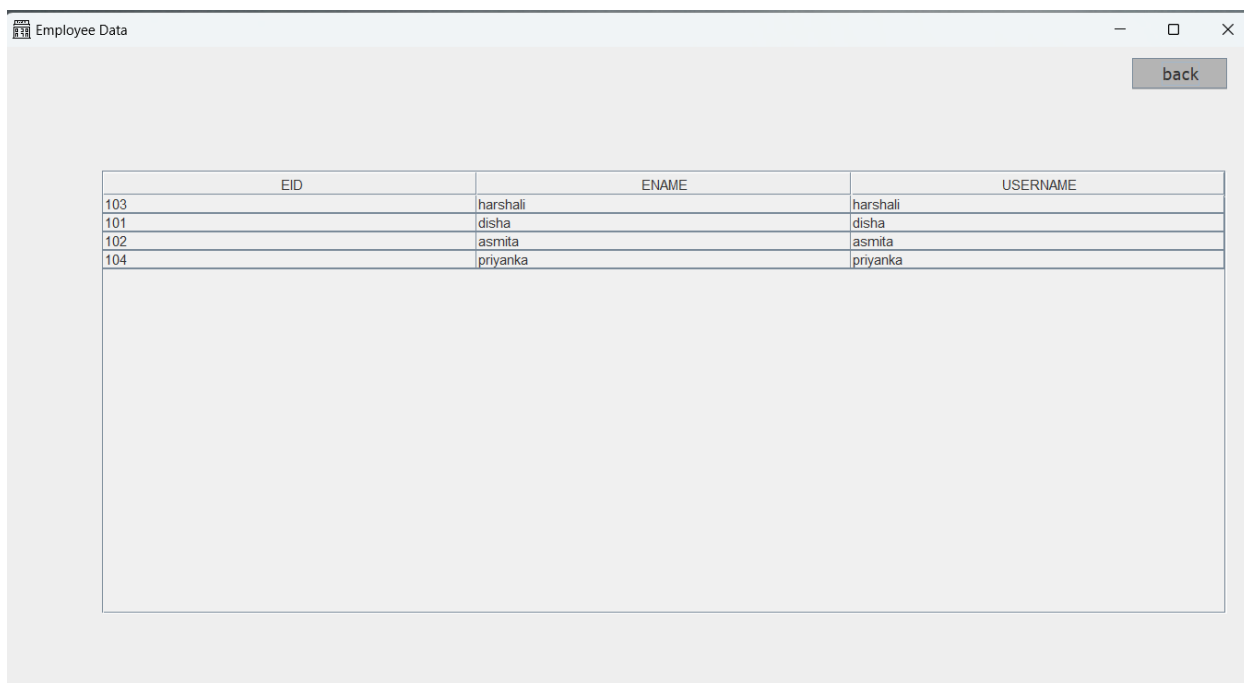 Employee Data
back
EID ENAME USERNAME
103 harshali harshali
101 disha disha
102 asmita asmita
104 priyanka priyanka